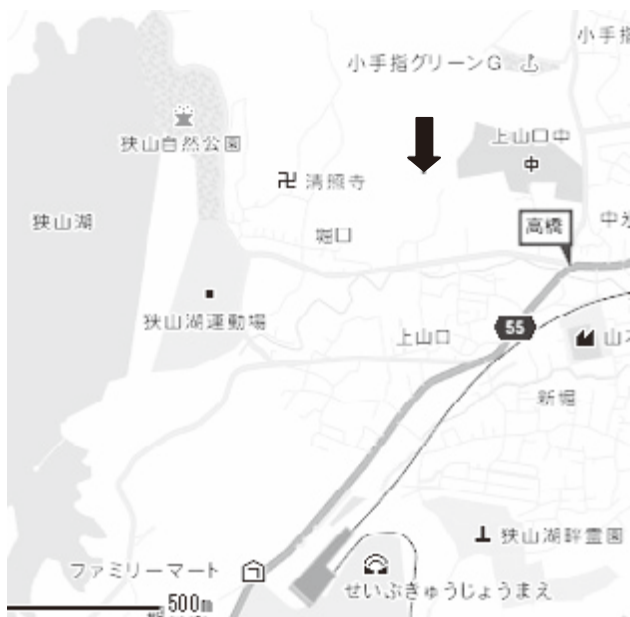 小手指
小手指グリーンG
上山口中
中
狭山自然公園
卍 清照寺
狭山湖
堀口
高橋
中氷
狭山湖運動場
上山口
55
山
新堀
狭山湖畔霊園
ファミリーマート
せいぶきゅうじょうまえ
500m